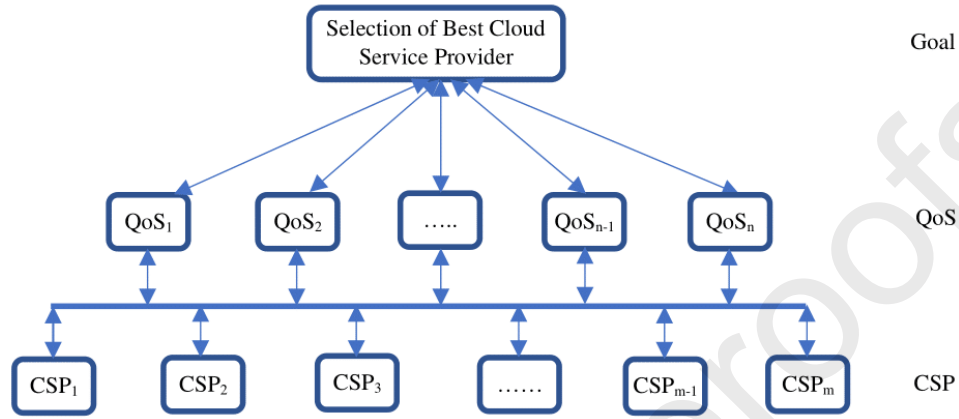 Selection of Best Cloud
Service Provider
Goal
QoS₁ QoS₂ ….. QoSₙ₋₁ QoSₙ QoS
CSP₁ CSP₂ CSP₃ …… CSPₘ₋₁ CSPₘ CSP
proofs